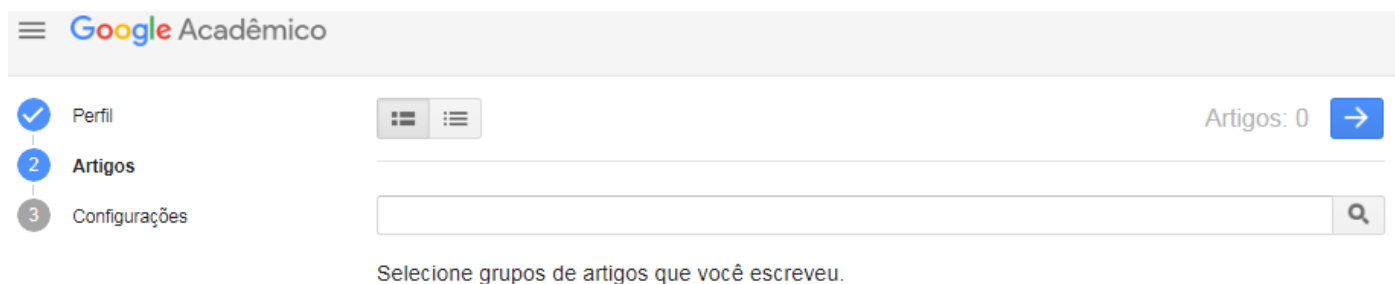 Google Acadêmico
Perfil
Artigos: 0
2 Artigos
3 Configurações
Selecione grupos de artigos que você escreveu.